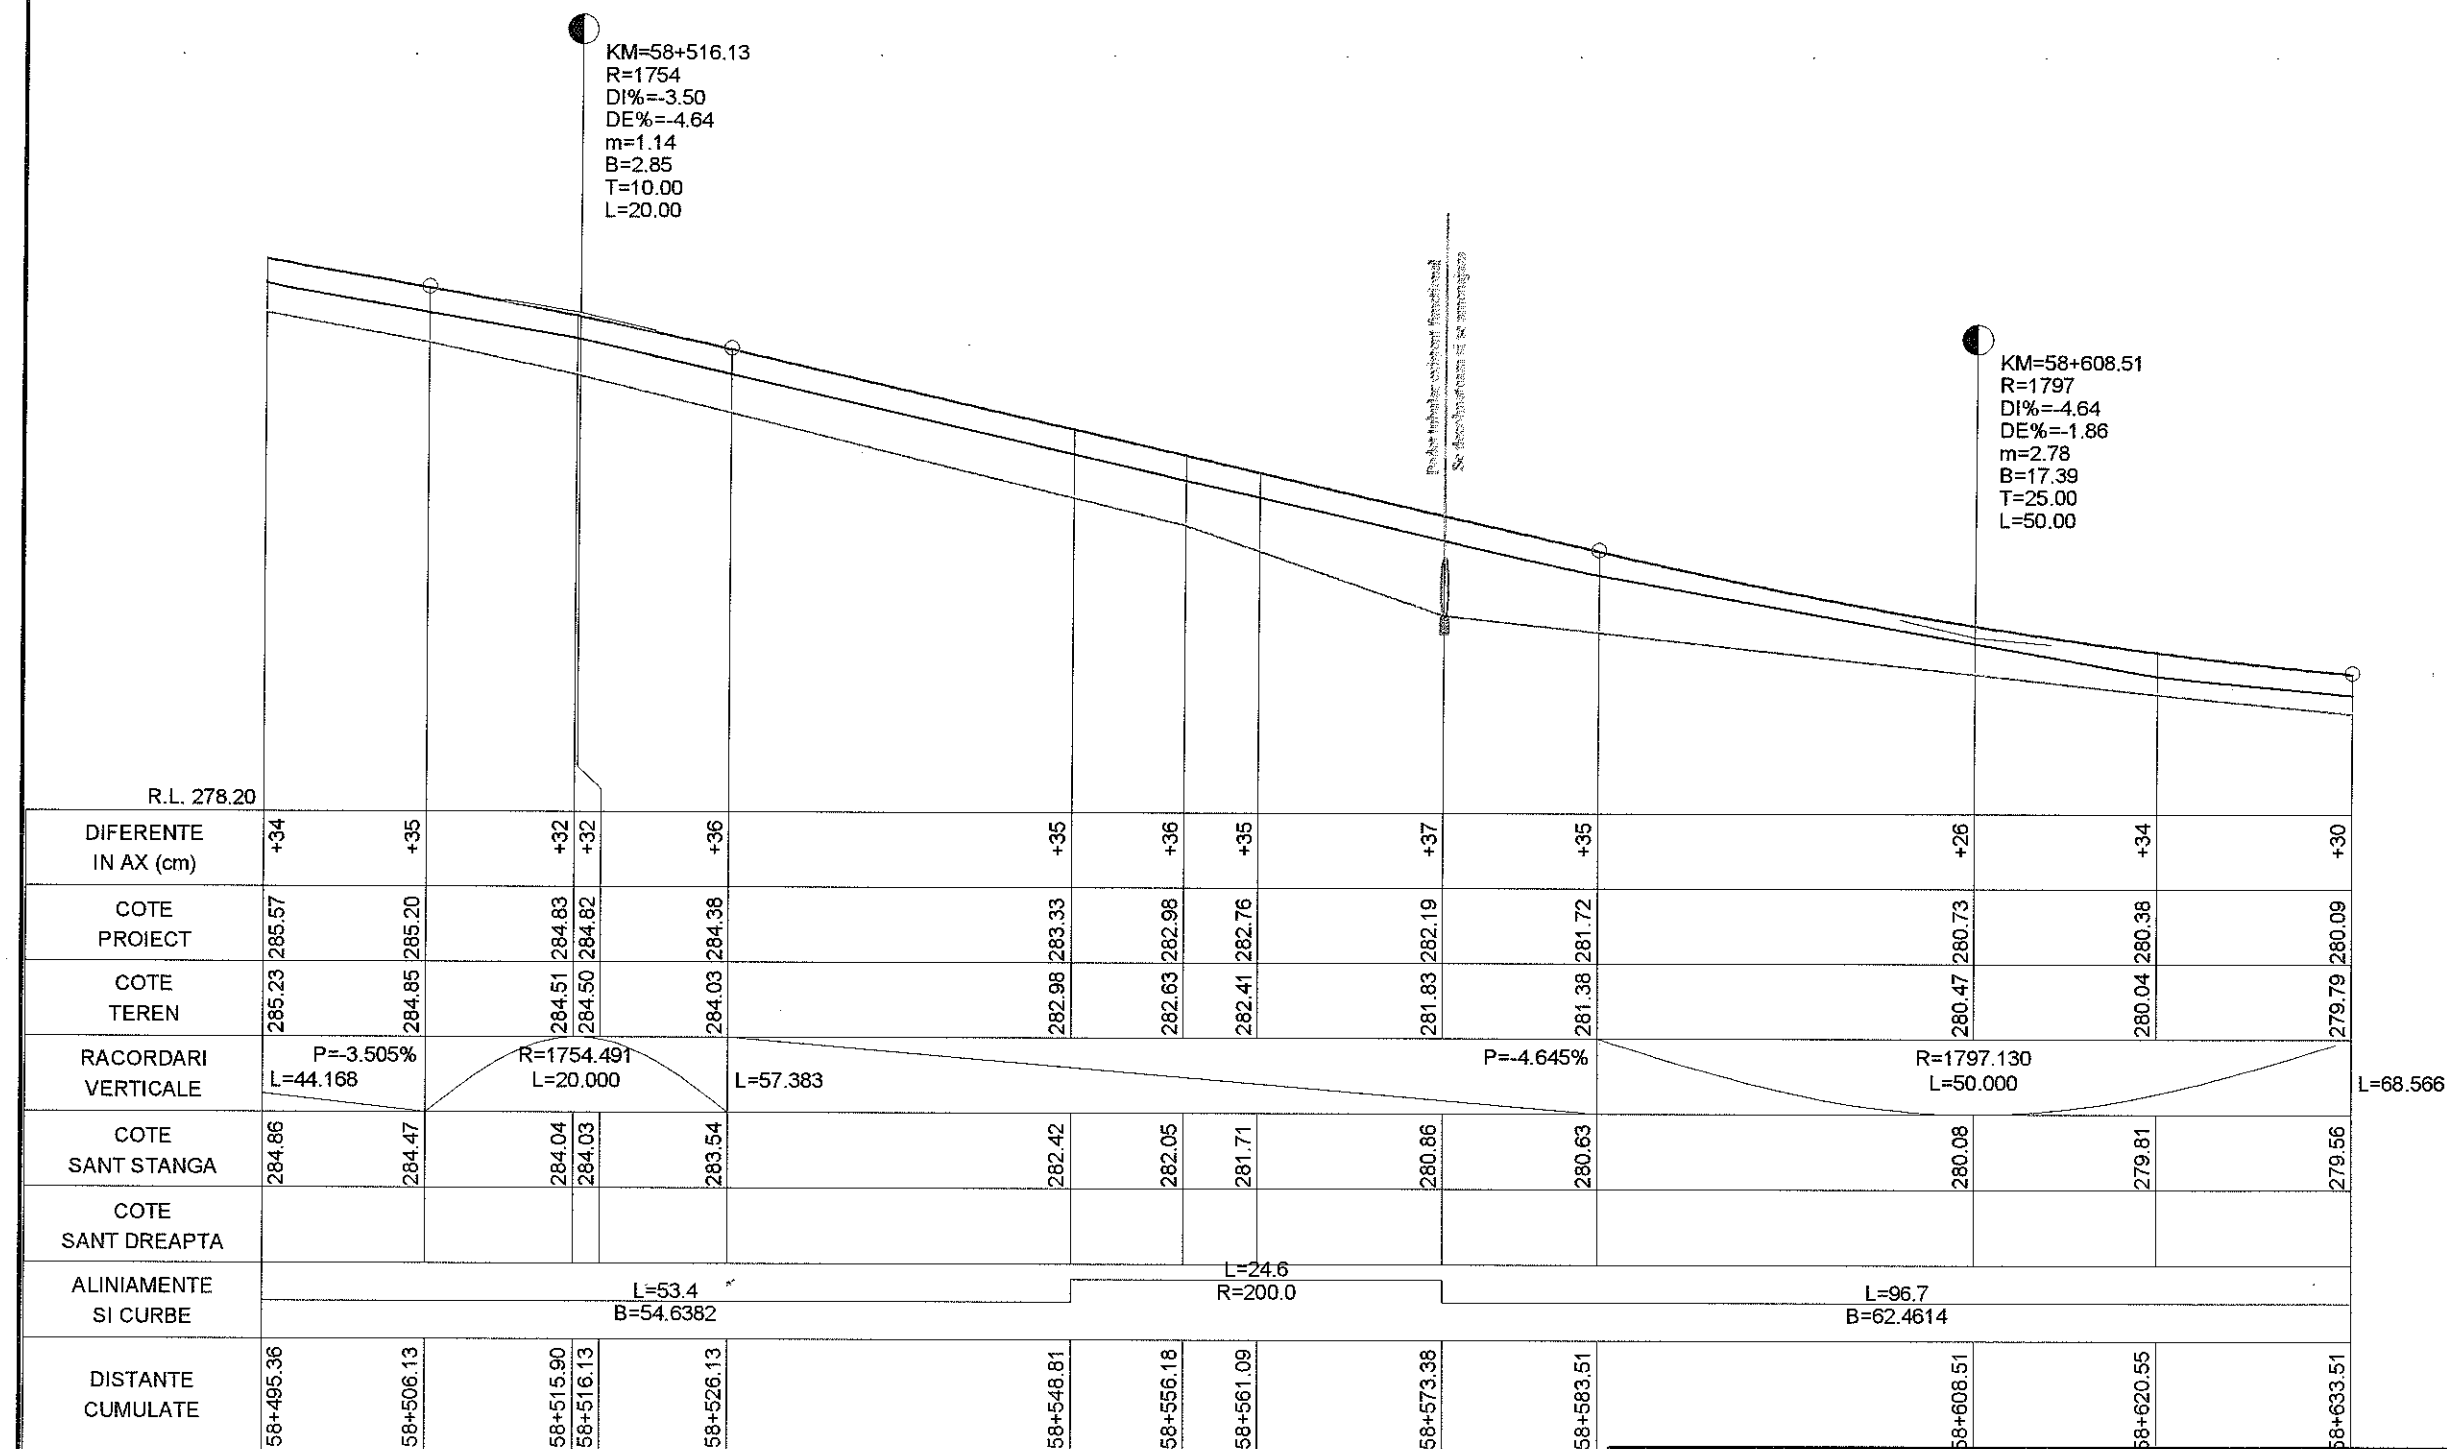 KM=58+516.13
R=1754
DI%=-3.50
DE%=-4.64
m=1.14
B=2.85
T=10.00
L=20.00
Podet tubular existent functional
Se decolmateaza si se amenajeaza
KM=58+608.51
R=1797
DI%=-4.64
DE%=-1.86
m=2.78
B=17.39
T=25.00
L=50.00
R.L. 278.20
DIFERENTE
IN AX (cm)
+34 +35 +32 +32 +36 +35 +36 +35 +37 +35 +26 +34 +30
COTE
PROIECT
285.57 285.20 284.83 284.82 284.38 283.33 282.98 282.76 282.19 281.72 280.73 280.38 280.09
COTE
TEREN
285.23 284.85 284.51 284.50 284.03 282.98 282.63 282.41 281.83 281.38 280.47 280.04 279.79
RACORDARI
VERTICALE
P=-3.505% R=1754.491 P=-4.645% R=1797.130
L=44.168 L=20.000 L=57.383 L=50.000 L=68.566
COTE
SANT STANGA
284.86 284.47 284.04 284.03 283.54 282.42 282.05 281.71 280.86 280.63 280.08 279.81 279.56
COTE
SANT DREAPTA
ALINIAMENTE
SI CURBE
L=53.4
B=54.6382
L=24.6
R=200.0
L=96.7
B=62.4614
DISTANTE
CUMULATE
58+495.36 58+506.13 58+515.90 58+516.13 58+526.13 58+548.81 58+556.18 58+561.09 58+573.38 58+583.51 58+608.51 58+620.55 58+633.51